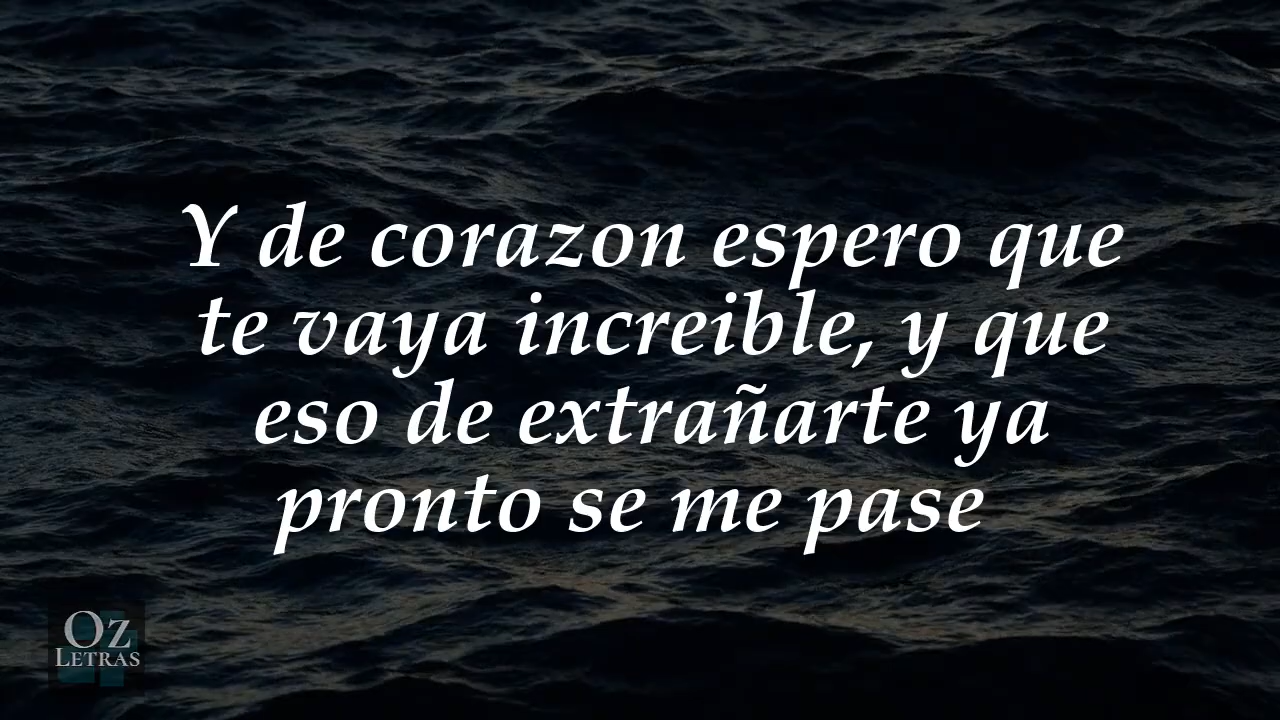 Y de corazon espero que
te vaya increible, y que
eso de extrañarte ya
pronto se me pase
Oz
LETRAS